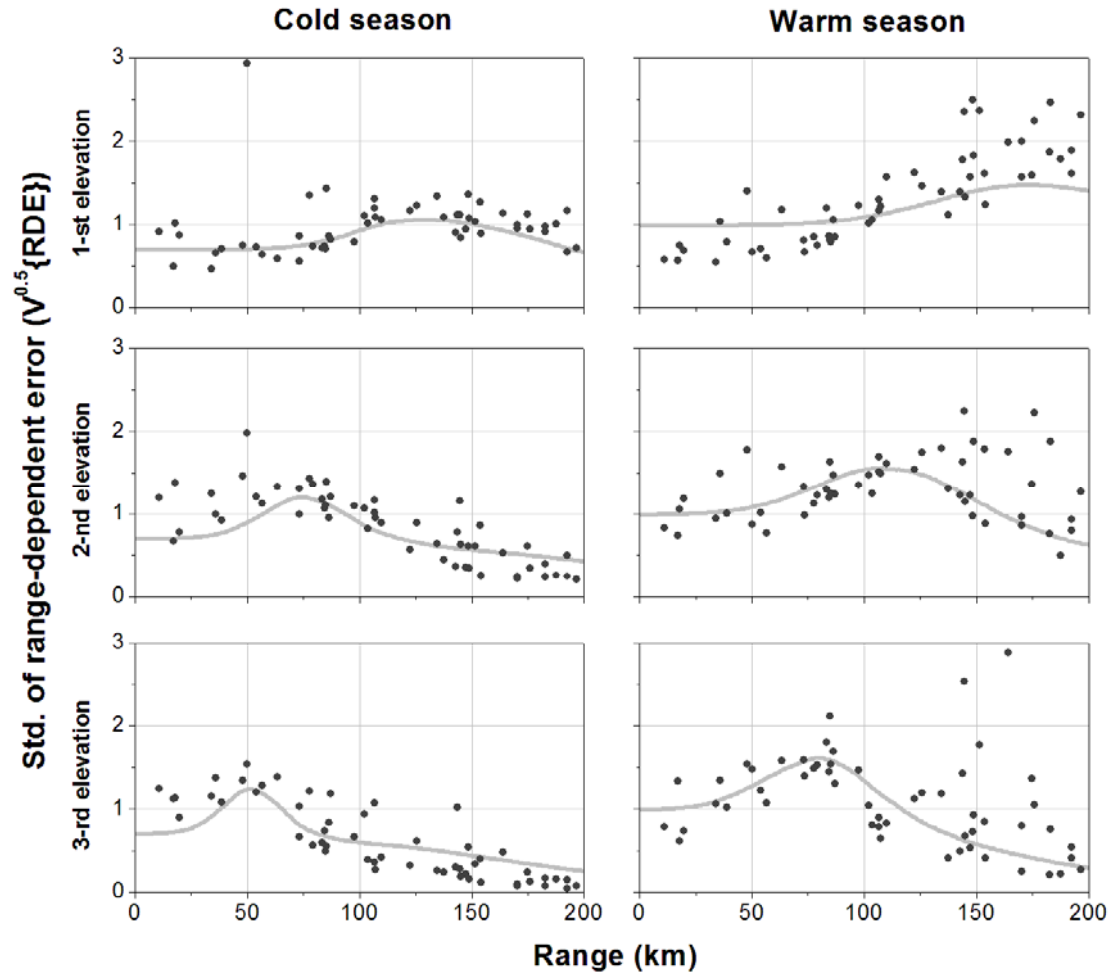 Cold season
Warm season
Std. of range-dependent error (V^0.5{RDE})
1-st elevation
3
2
1
0
2-nd elevation
3
2
1
0
3-rd elevation
3
2
1
0
0 50 100 150 200
0 50 100 150 200
Range (km)